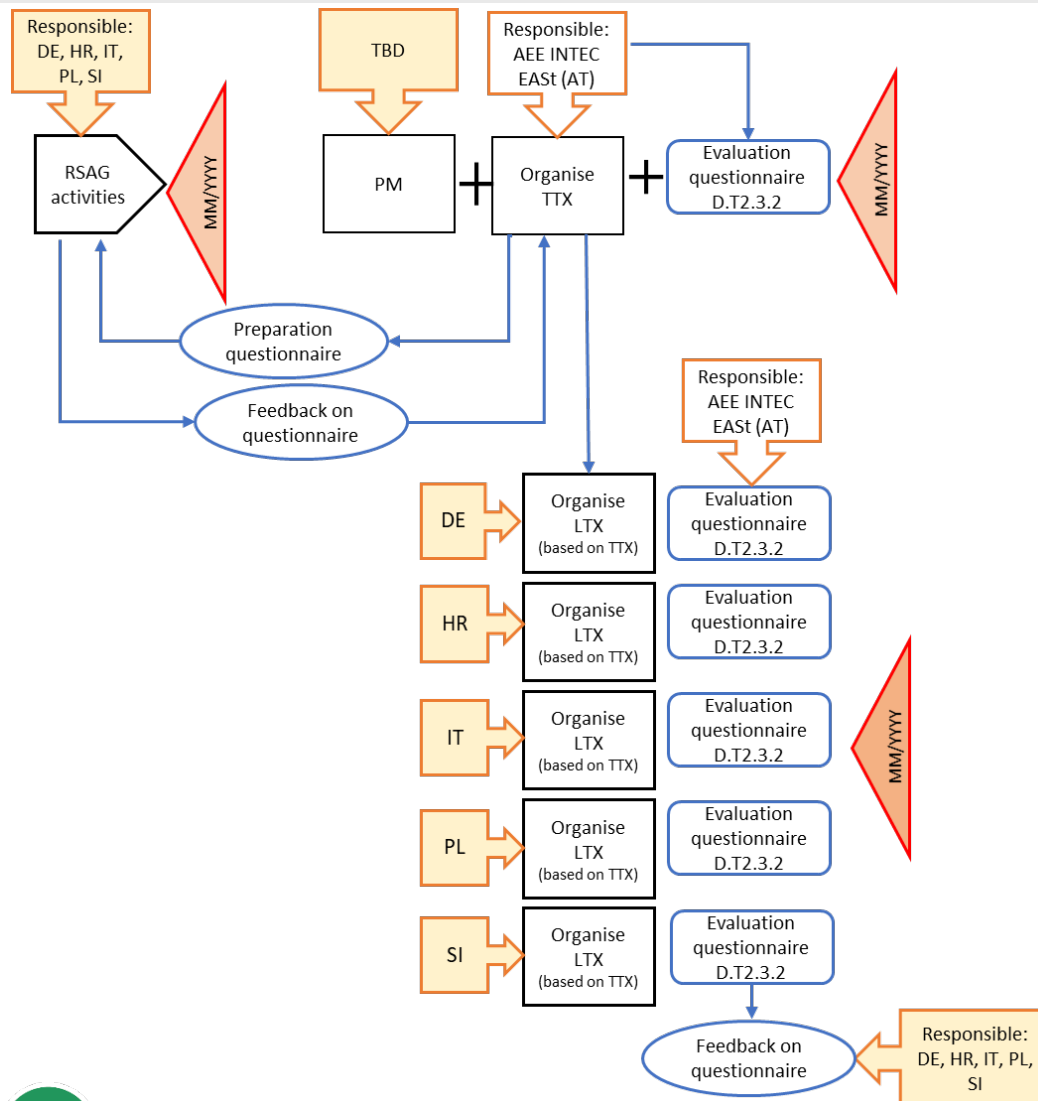 Responsible:
DE, HR, IT,
PL, SI
TBD
Responsible:
AEE INTEC
EASt (AT)
RSAG
activities
MM/YYYY
PM
+
Organise
TTX
+
Evaluation
questionnaire
D.T2.3.2
MM/YYYY
Preparation
questionnaire
Feedback on
questionnaire
Responsible:
AEE INTEC
EASt (AT)
DE
Organise
LTX
(based on TTX)
Evaluation
questionnaire
D.T2.3.2
HR
Organise
LTX
(based on TTX)
Evaluation
questionnaire
D.T2.3.2
IT
Organise
LTX
(based on TTX)
Evaluation
questionnaire
D.T2.3.2
MM/YYYY
PL
Organise
LTX
(based on TTX)
Evaluation
questionnaire
D.T2.3.2
SI
Organise
LTX
(based on TTX)
Evaluation
questionnaire
D.T2.3.2
Feedback on
questionnaire
Responsible:
DE, HR, IT, PL,
SI